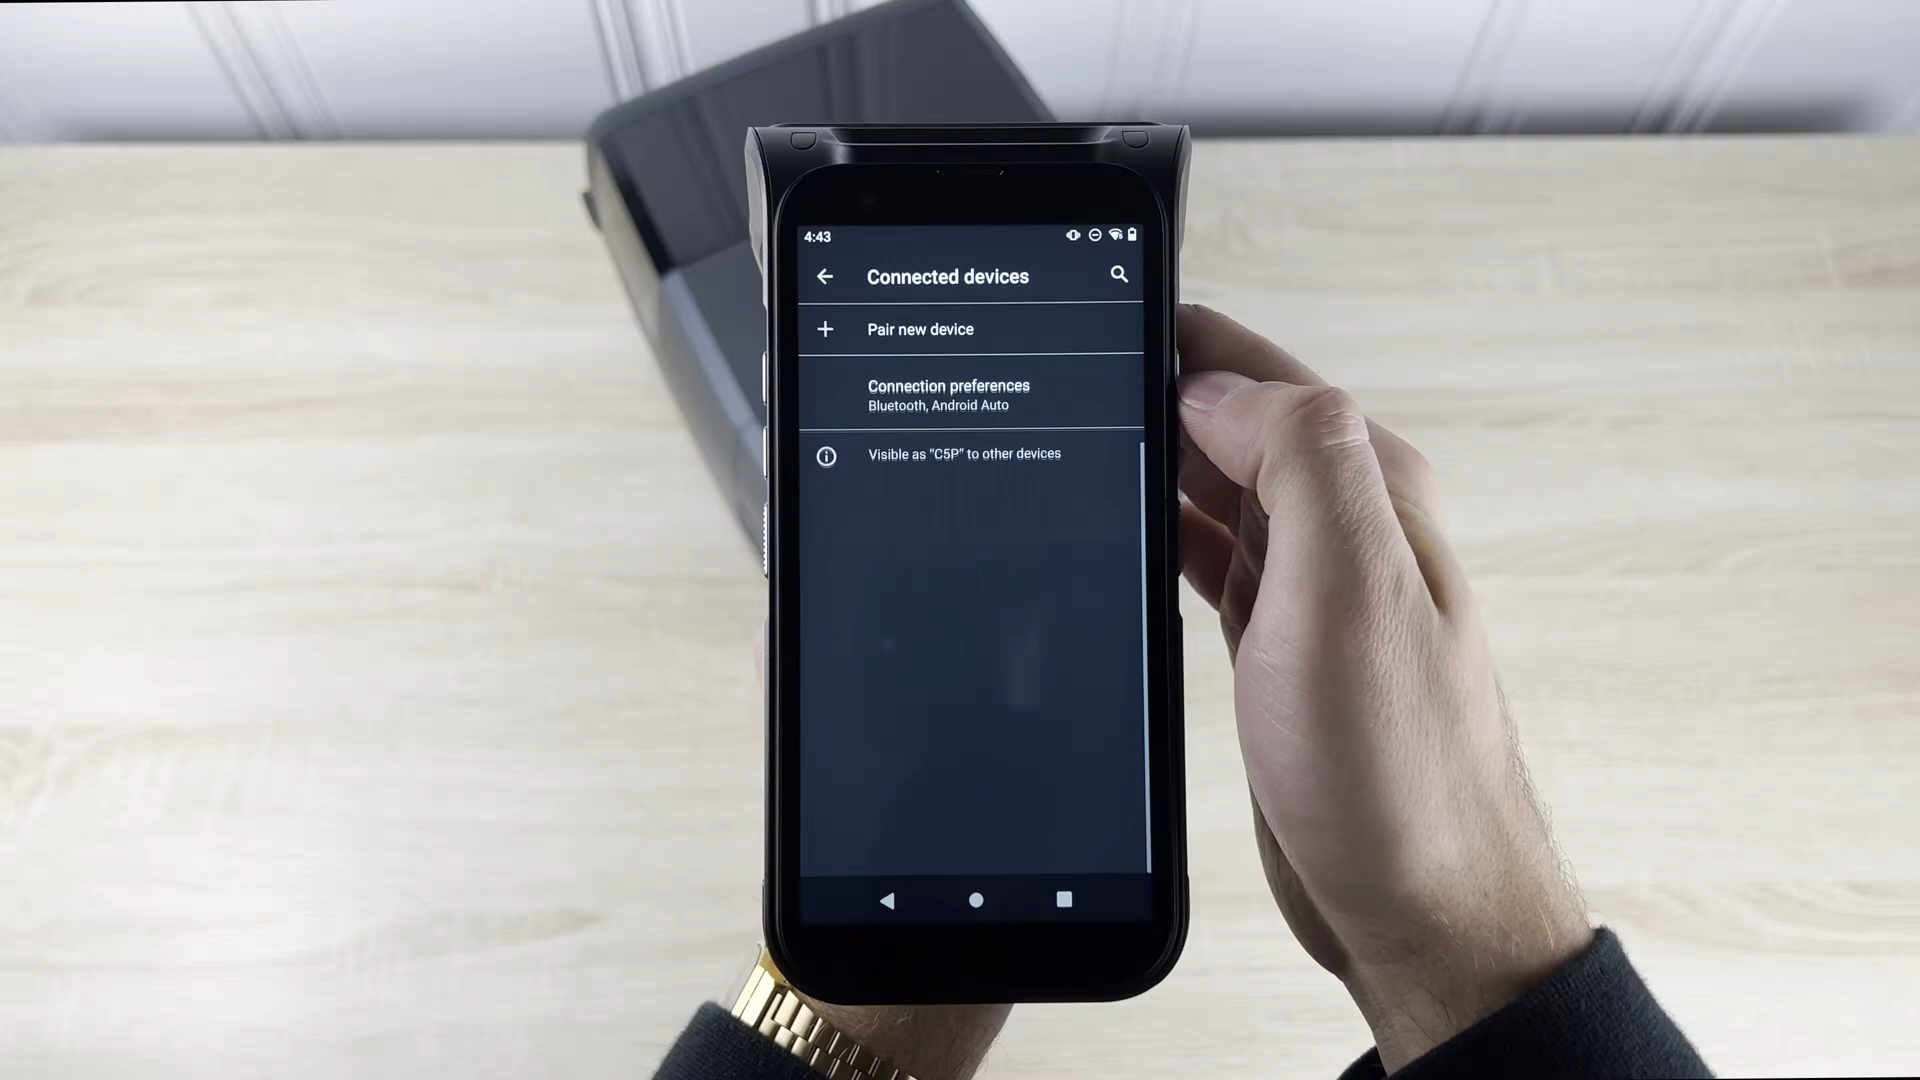 4:43
Connected devices
Pair new device
Connection preferences
Bluetooth, Android Auto
Visible as "C5P" to other devices